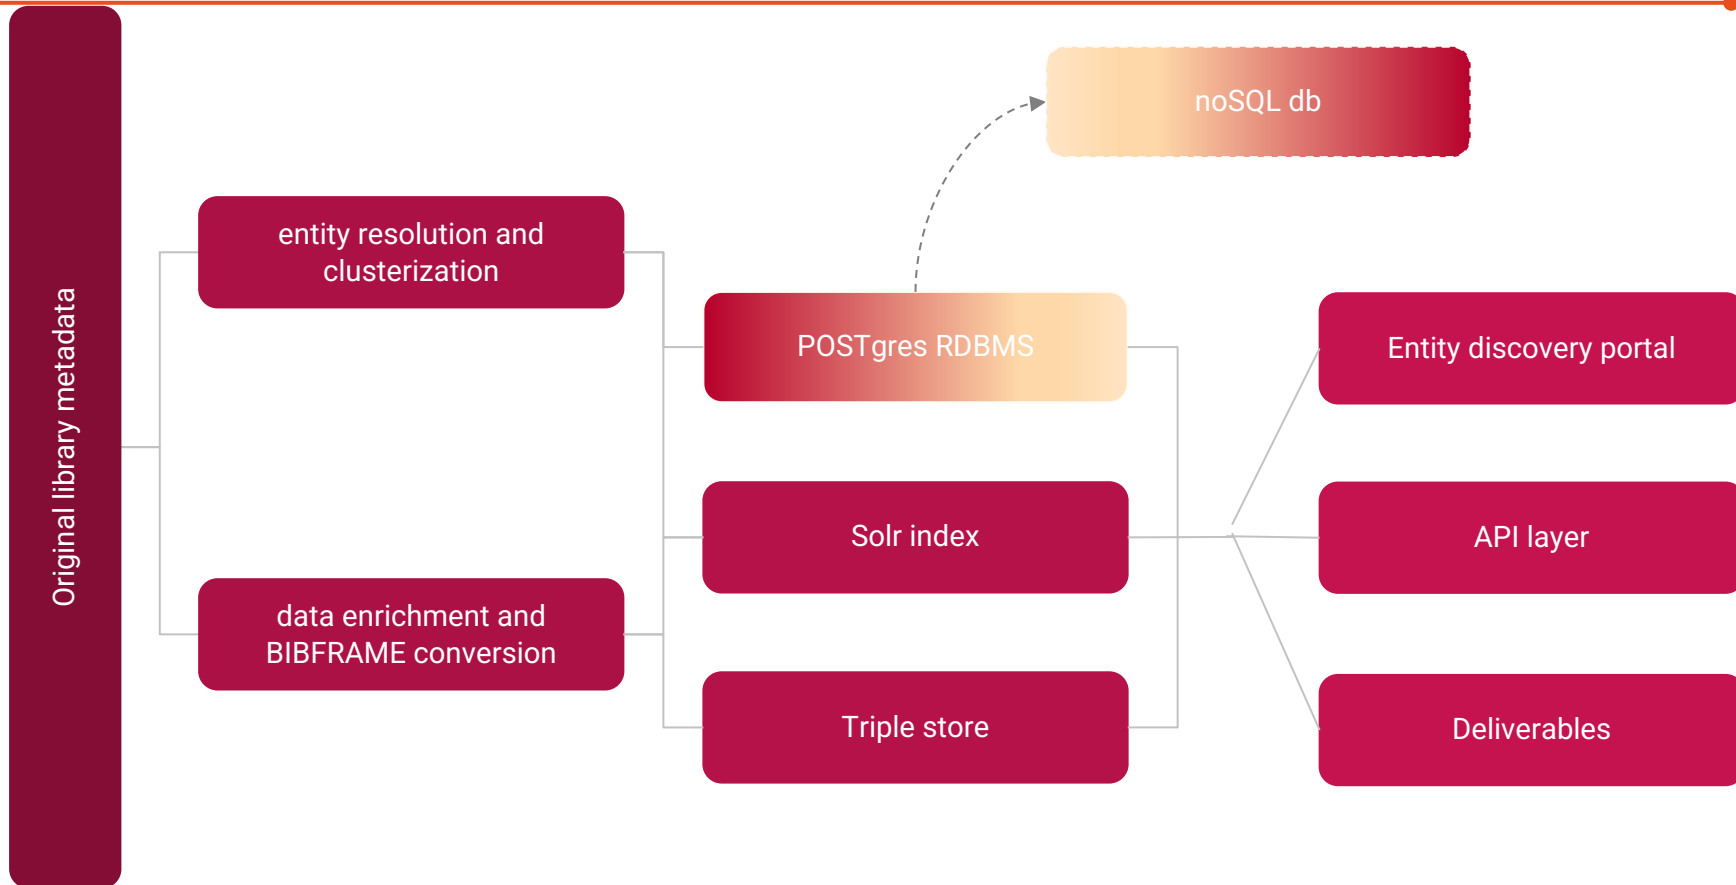 Original library metadata
entity resolution and
clusterization
data enrichment and
BIBFRAME conversion
noSQL db
POSTgres RDBMS
Solr index
Triple store
Entity discovery portal
API layer
Deliverables